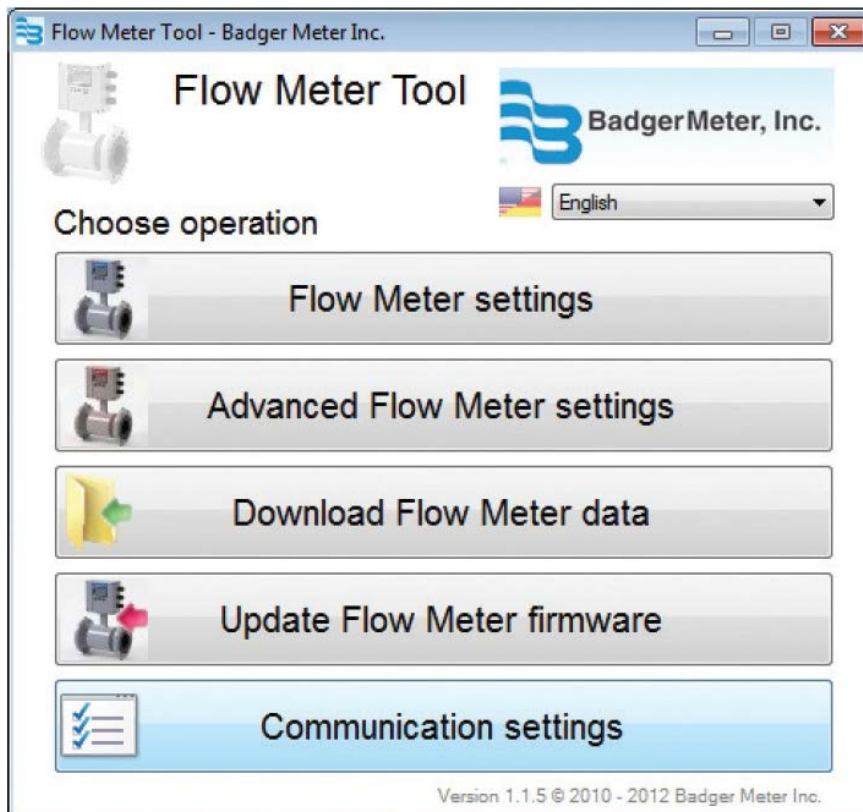 Flow Meter Tool - Badger Meter Inc.
Flow Meter Tool
BadgerMeter, Inc.
English
Choose operation
Flow Meter settings
Advanced Flow Meter settings
Download Flow Meter data
Update Flow Meter firmware
Communication settings
Version 1.1.5 © 2010 - 2012 Badger Meter Inc.